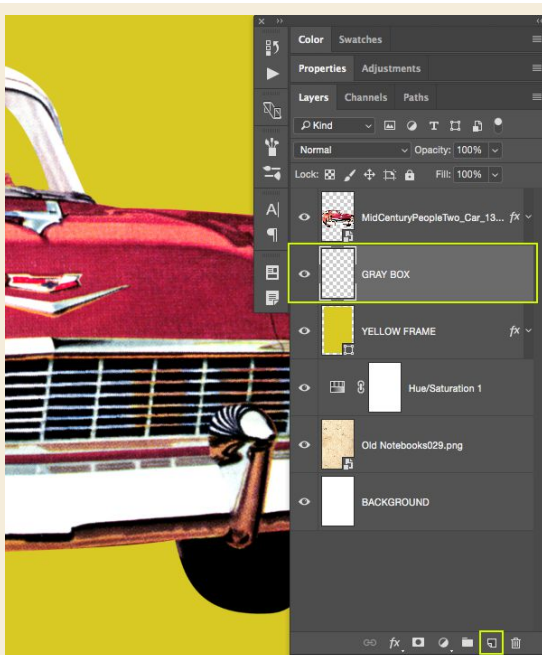 Color Swatches
Properties Adjustments
Layers Channels Paths
Kind
Normal Opacity: 100%
Lock: Fill: 100%
MidCenturyPeopleTwo_Car_13... fx
GRAY BOX
YELLOW FRAME fx
Hue/Saturation 1
Old Notebooks029.png
BACKGROUND
fx